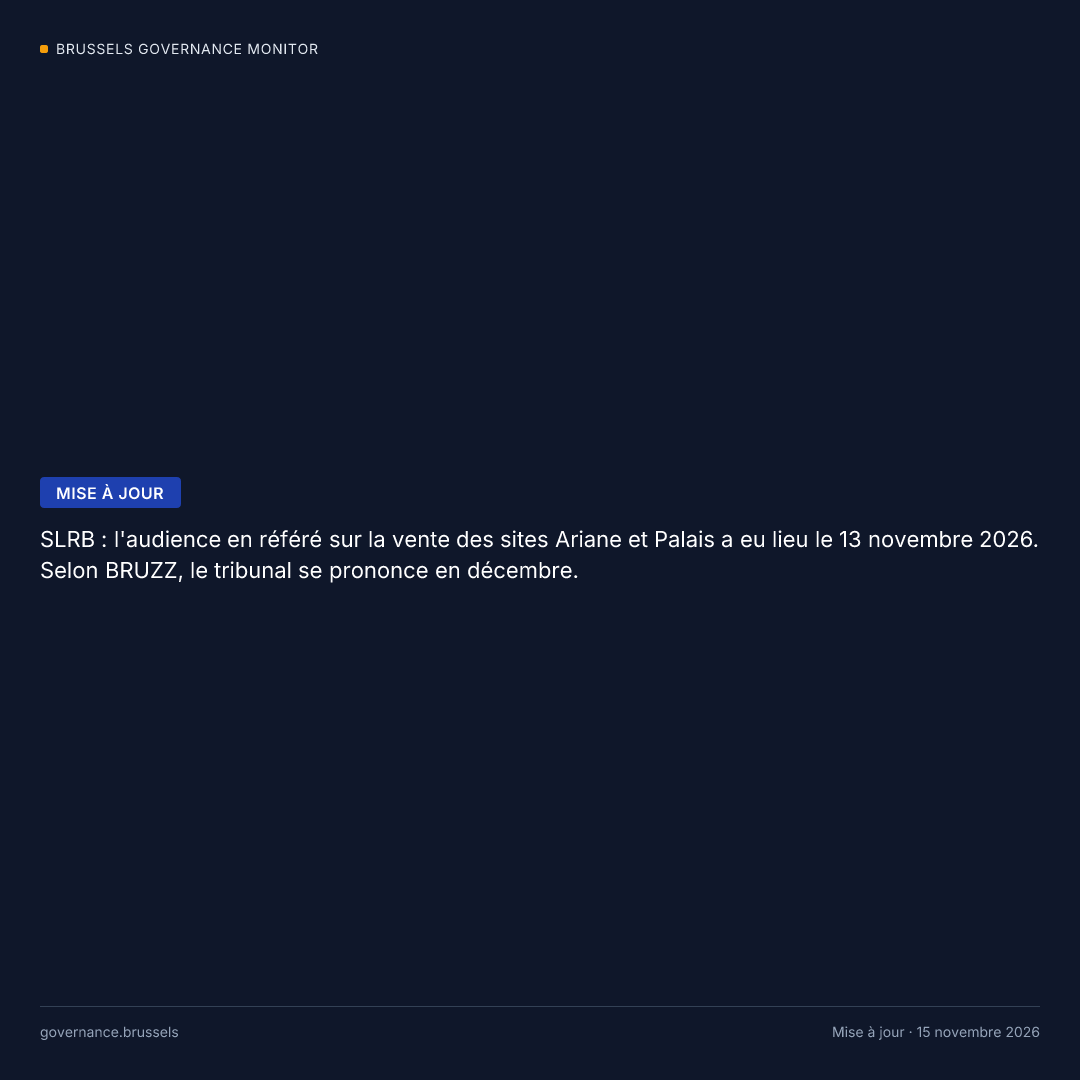 BRUSSELS GOVERNANCE MONITOR
MISE À JOUR
SLRB : l'audience en référé sur la vente des sites Ariane et Palais a eu lieu le 13 novembre 2026.
Selon BRUZZ, le tribunal se prononce en décembre.
governance.brussels
Mise à jour · 15 novembre 2026